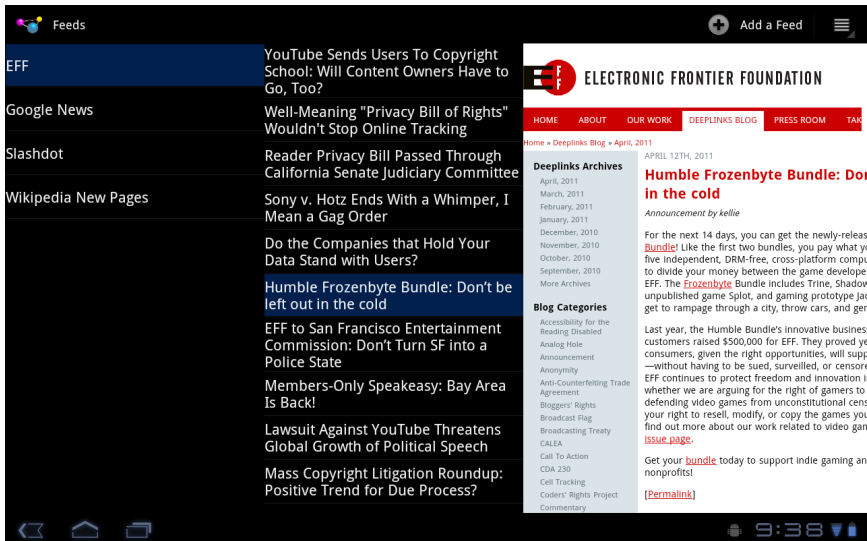 Feeds
Add a Feed
EFF
Google News
Slashdot
Wikipedia New Pages
YouTube Sends Users To Copyright
School: Will Content Owners Have to
Go, Too?
Well-Meaning "Privacy Bill of Rights"
Wouldn't Stop Online Tracking
Reader Privacy Bill Passed Through
California Senate Judiciary Committee
Sony v. Hotz Ends With a Whimper, I
Mean a Gag Order
Do the Companies that Hold Your
Data Stand with Users?
Humble Frozenbyte Bundle: Don’t be
left out in the cold
EFF to San Francisco Entertainment
Commission: Don’t Turn SF into a
Police State
Members-Only Speakeasy: Bay Area
Is Back!
Lawsuit Against YouTube Threatens
Global Growth of Political Speech
Mass Copyright Litigation Roundup:
Positive Trend for Due Process?
EFF ELECTRONIC FRONTIER FOUNDATION
HOME ABOUT OUR WORK DEEPLINKS BLOG PRESS ROOM TAK
Home » Deeplinks Blog » April, 2011
Deeplinks Archives
April, 2011
March, 2011
February, 2011
January, 2011
December, 2010
November, 2010
October, 2010
September, 2010
More Archives
Blog Categories
Accessibility for the
Reading Disabled
Analog Hole
Announcement
Anonymity
Anti-Counterfeiting Trade
Agreement
Bloggers' Rights
Broadcast Flag
Broadcasting Treaty
CALEA
Call To Action
CDA 230
Cell Tracking
Coders' Rights Project
Commentary
APRIL 12TH, 2011
Humble Frozenbyte Bundle: Don
in the cold
Announcement by kellie
For the next 14 days, you can get the newly-releas
Bundle! Like the first two bundles, you pay what yo
five independent, DRM-free, cross-platform compu
to divide your money between the game develope
EFF. The Frozenbyte Bundle includes Trine, Shadow
unpublished game Splot, and gaming prototype Jac
get to rampage through a city, throw cars, and gen
Last year, the Humble Bundle’s innovative busines
customers raised $500,000 for EFF. They proved ye
consumers, given the right opportunities, will supp
—without having to be sued, surveilled, or censore
EFF continues to protect freedom and innovation i
whether we are arguing for the right of gamers to
defending video games from unconstitutional cens
your right to resell, modify, or copy the games you
find out more about our work related to video gam
issue page.
Get your bundle today to support indie gaming an
nonprofits!
[Permalink]
9:38